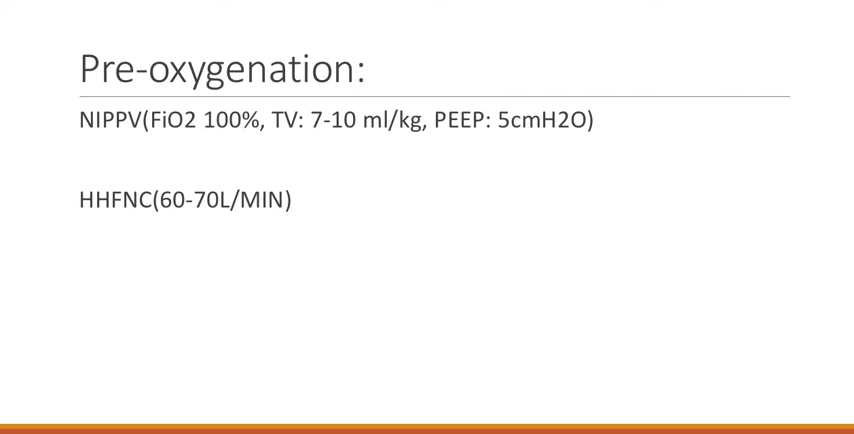 Pre-oxygenation:
NIPPV(FiO2 100%, TV: 7-10 ml/kg, PEEP: 5cmH2O)
HHFNC(60-70L/MIN)